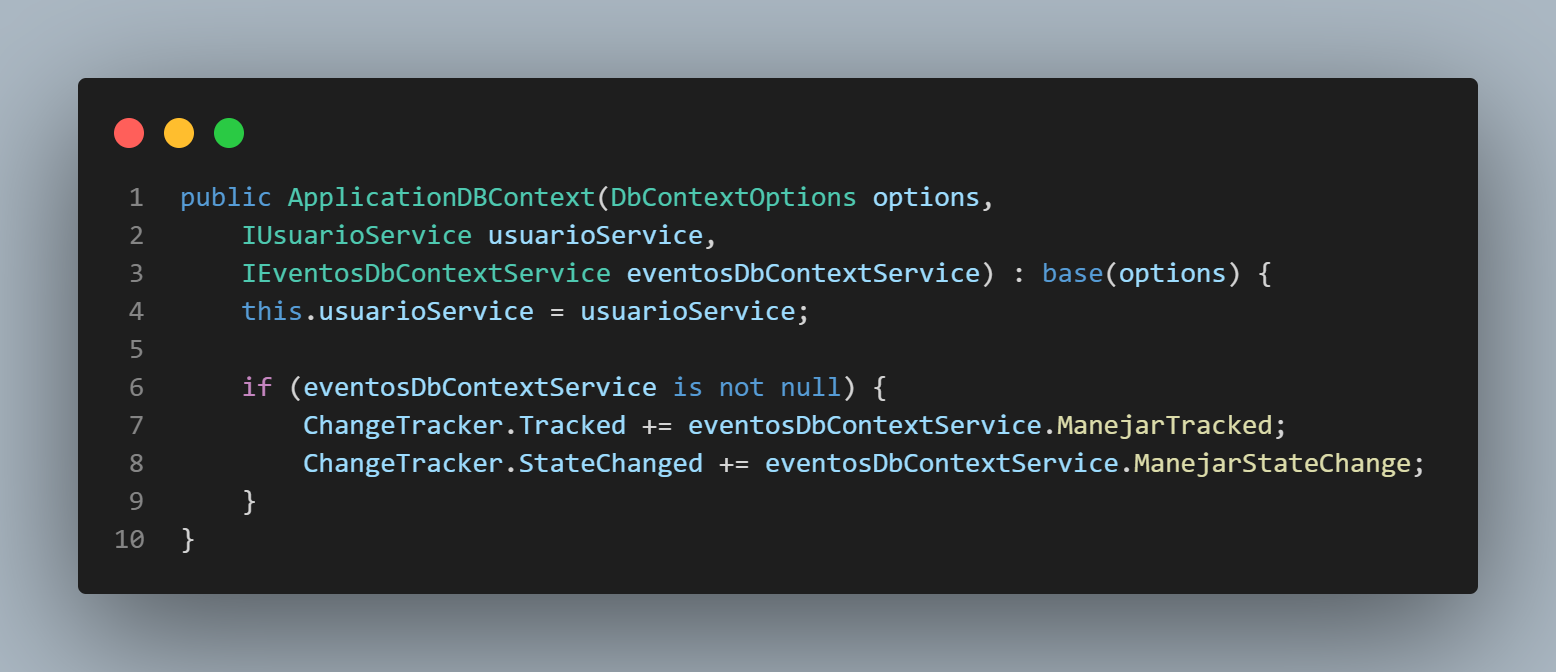 1 public ApplicationDBContext(DbContextOptions options,
2     IUsuarioService usuarioService,
3     IEventosDbContextService eventosDbContextService) : base(options) {
4     this.usuarioService = usuarioService;
5
6     if (eventosDbContextService is not null) {
7         ChangeTracker.Tracked += eventosDbContextService.ManejarTracked;
8         ChangeTracker.StateChanged += eventosDbContextService.ManejarStateChange;
9     }
10 }